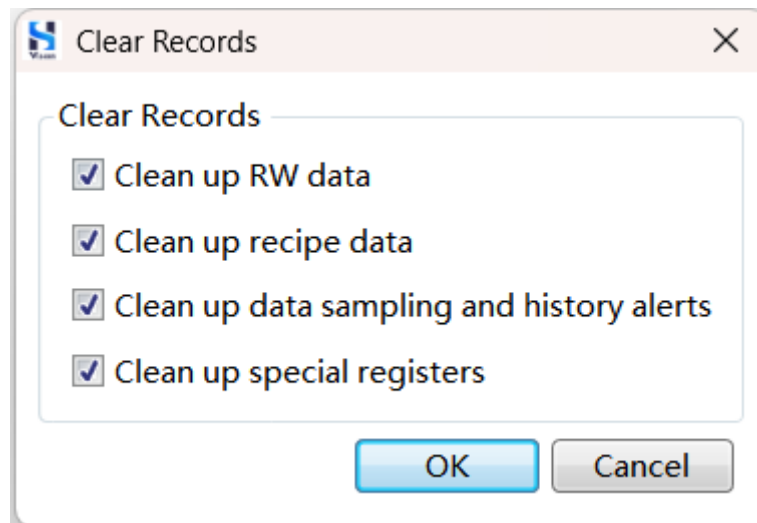 Clear Records
Clear Records
Clean up RW data
Clean up recipe data
Clean up data sampling and history alerts
Clean up special registers
OK Cancel